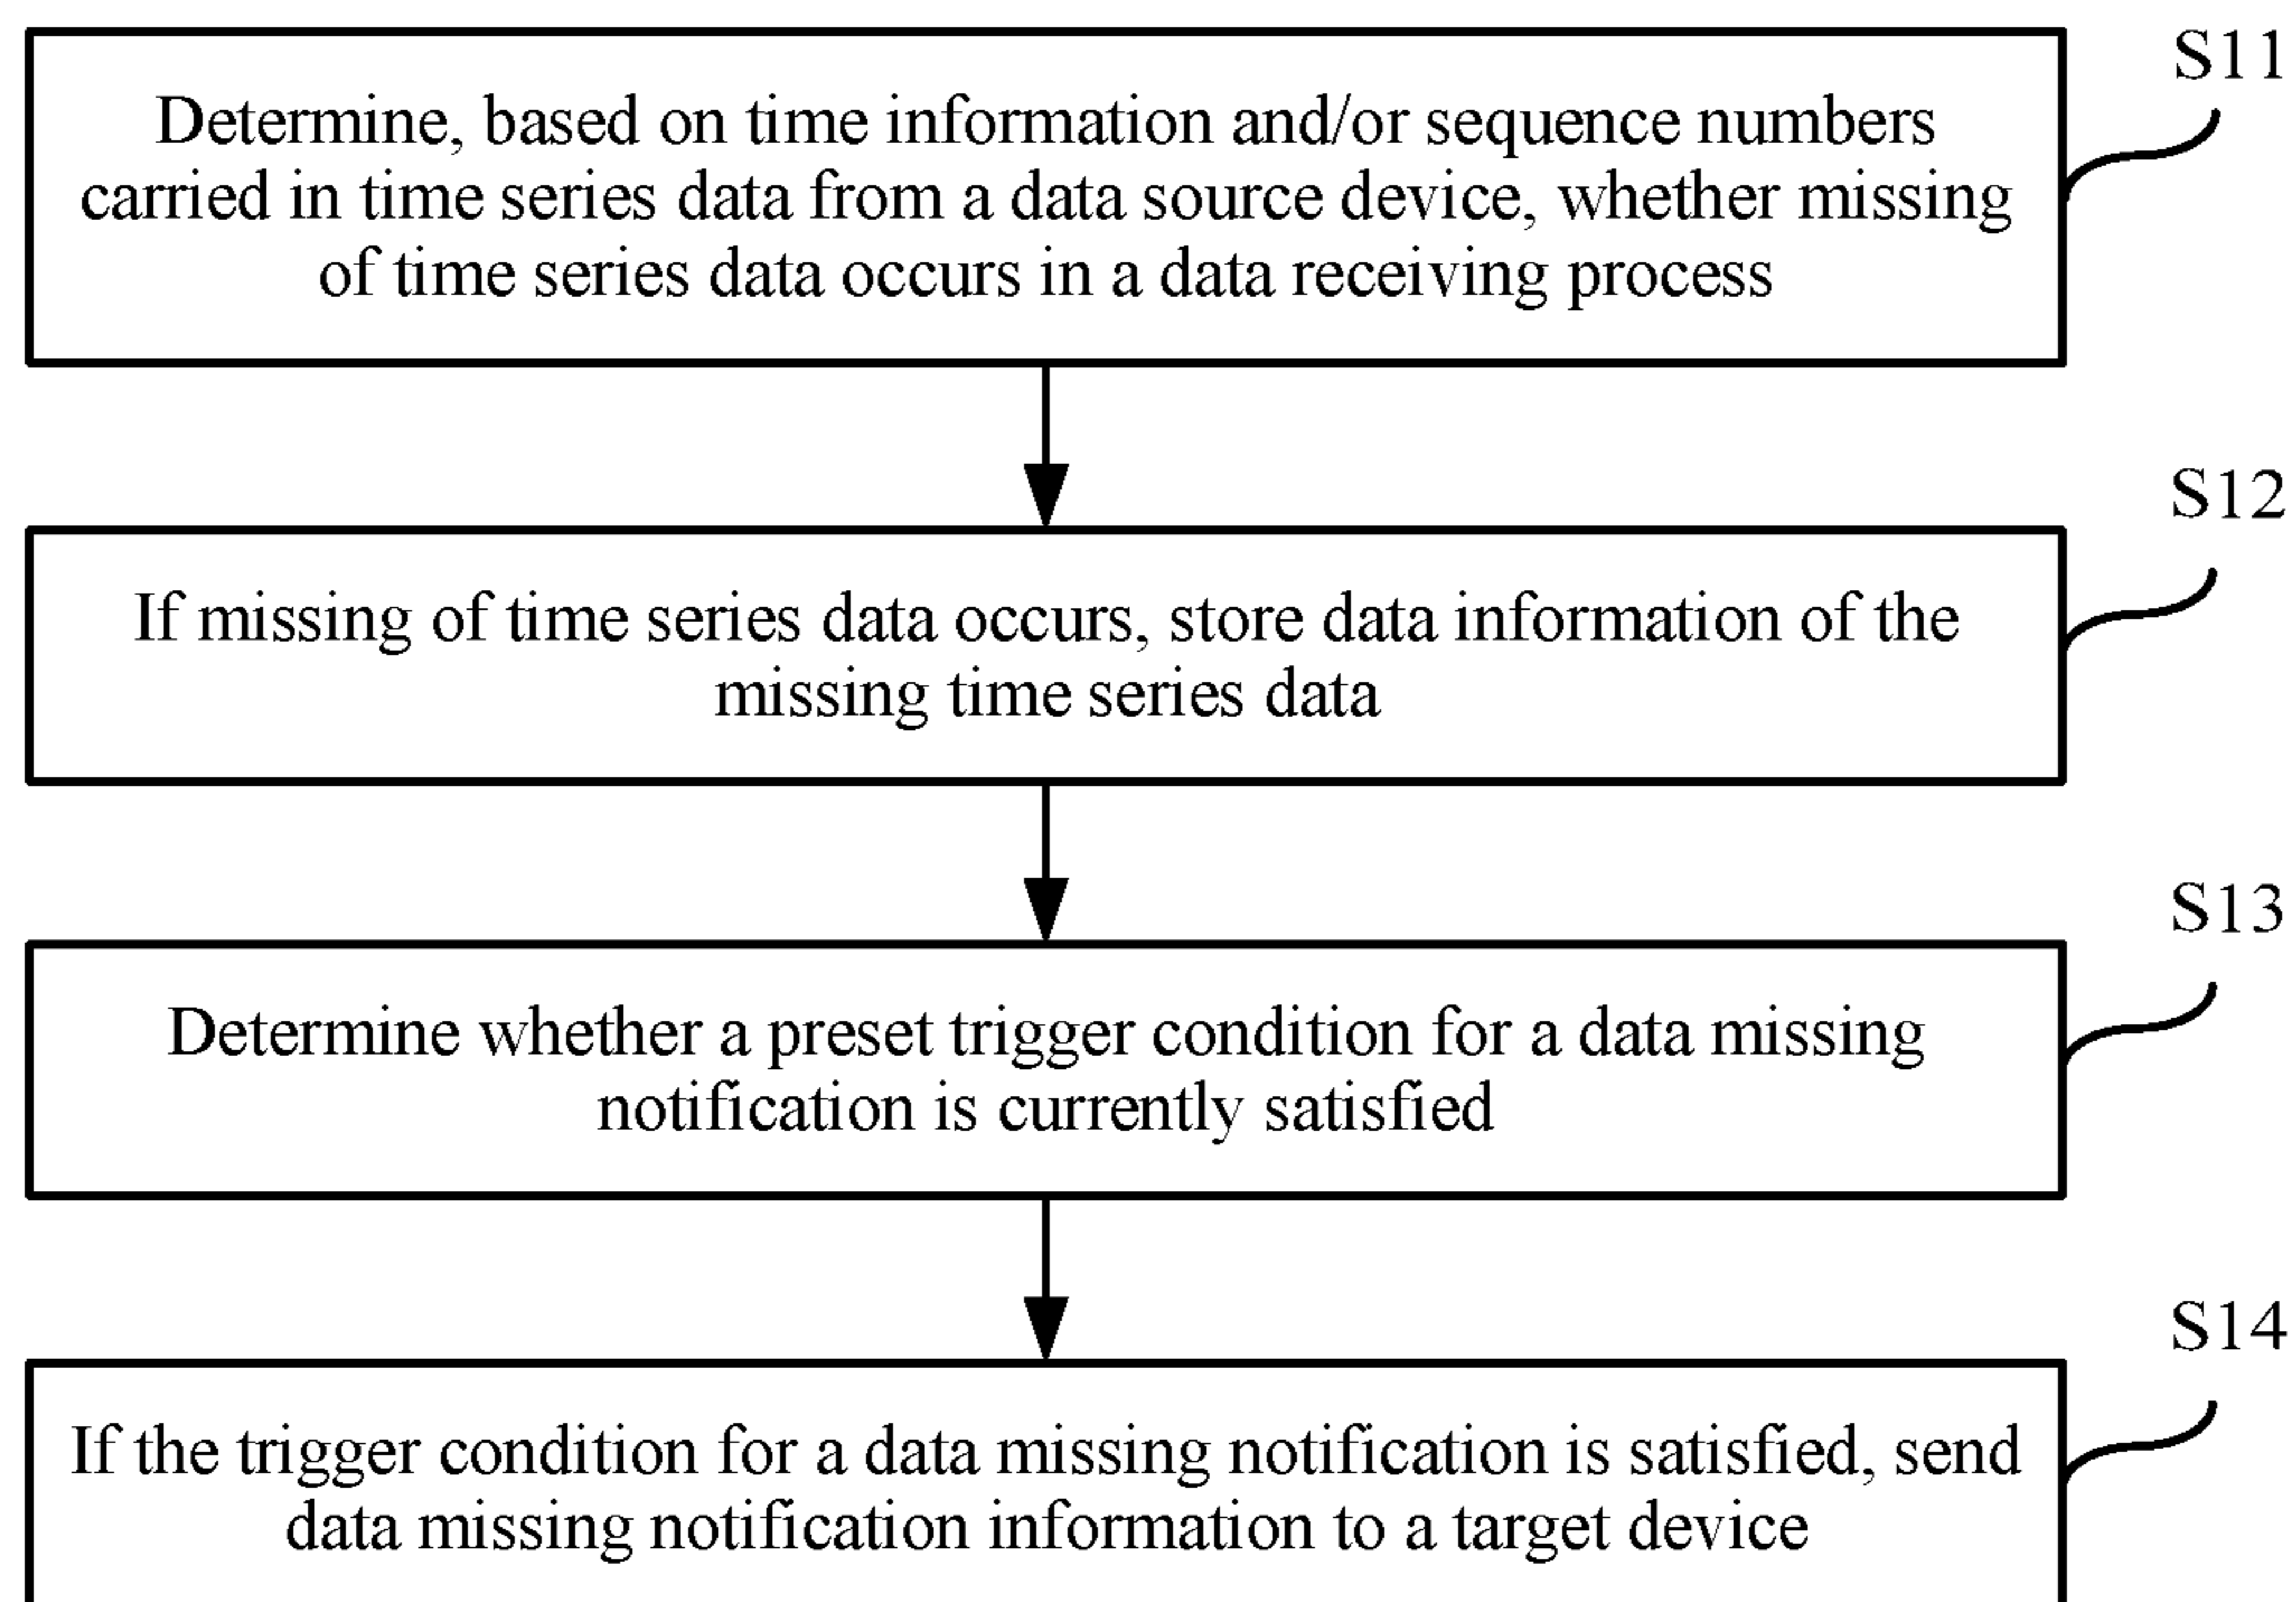 S11
Determine, based on time information and/or sequence numbers
carried in time series data from a data source device, whether missing
of time series data occurs in a data receiving process
S12
If missing of time series data occurs, store data information of the
missing time series data
S13
Determine whether a preset trigger condition for a data missing
notification is currently satisfied
S14
If the trigger condition for a data missing notification is satisfied, send
data missing notification information to a target device